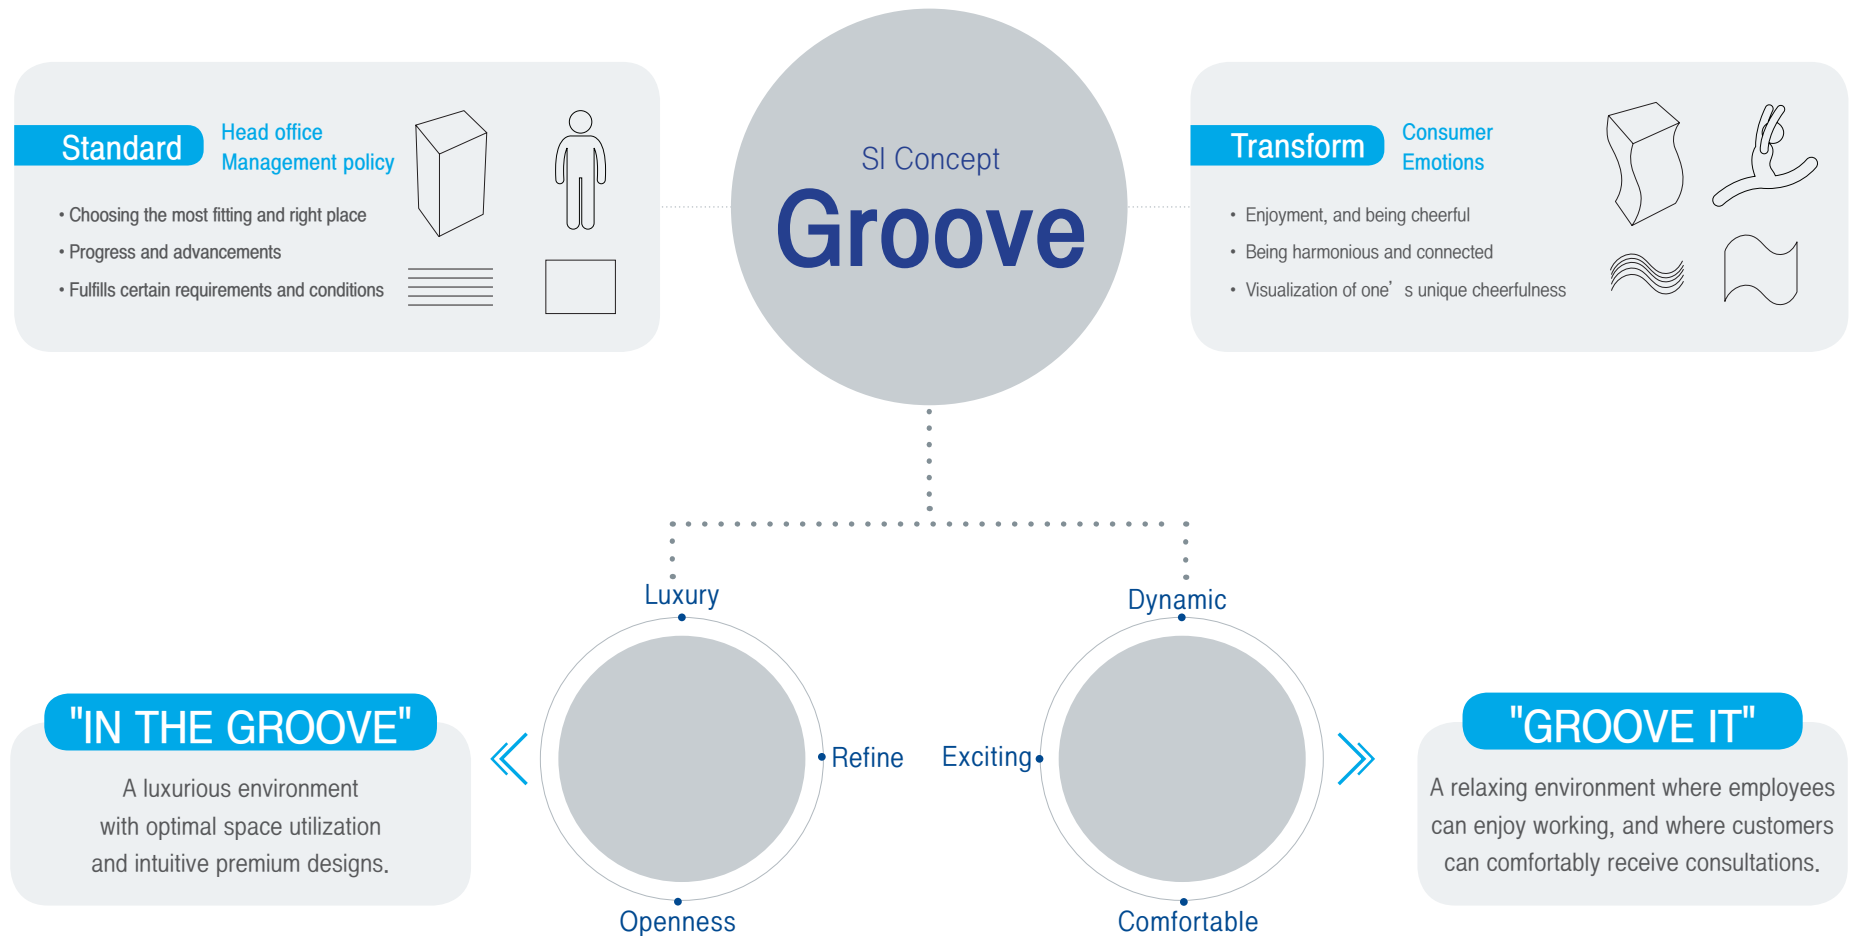 Standard
Head office
Management policy
• Choosing the most fitting and right place
• Progress and advancements
• Fulfills certain requirements and conditions
SI Concept
Groove
Transform
Consumer
Emotions
• Enjoyment, and being cheerful
• Being harmonious and connected
• Visualization of one’ s unique cheerfulness
"IN THE GROOVE"
A luxurious environment
with optimal space utilization
and intuitive premium designs.
Luxury
Refine
Openness
Dynamic
Exciting
Comfortable
"GROOVE IT"
A relaxing environment where employees
can enjoy working, and where customers
can comfortably receive consultations.